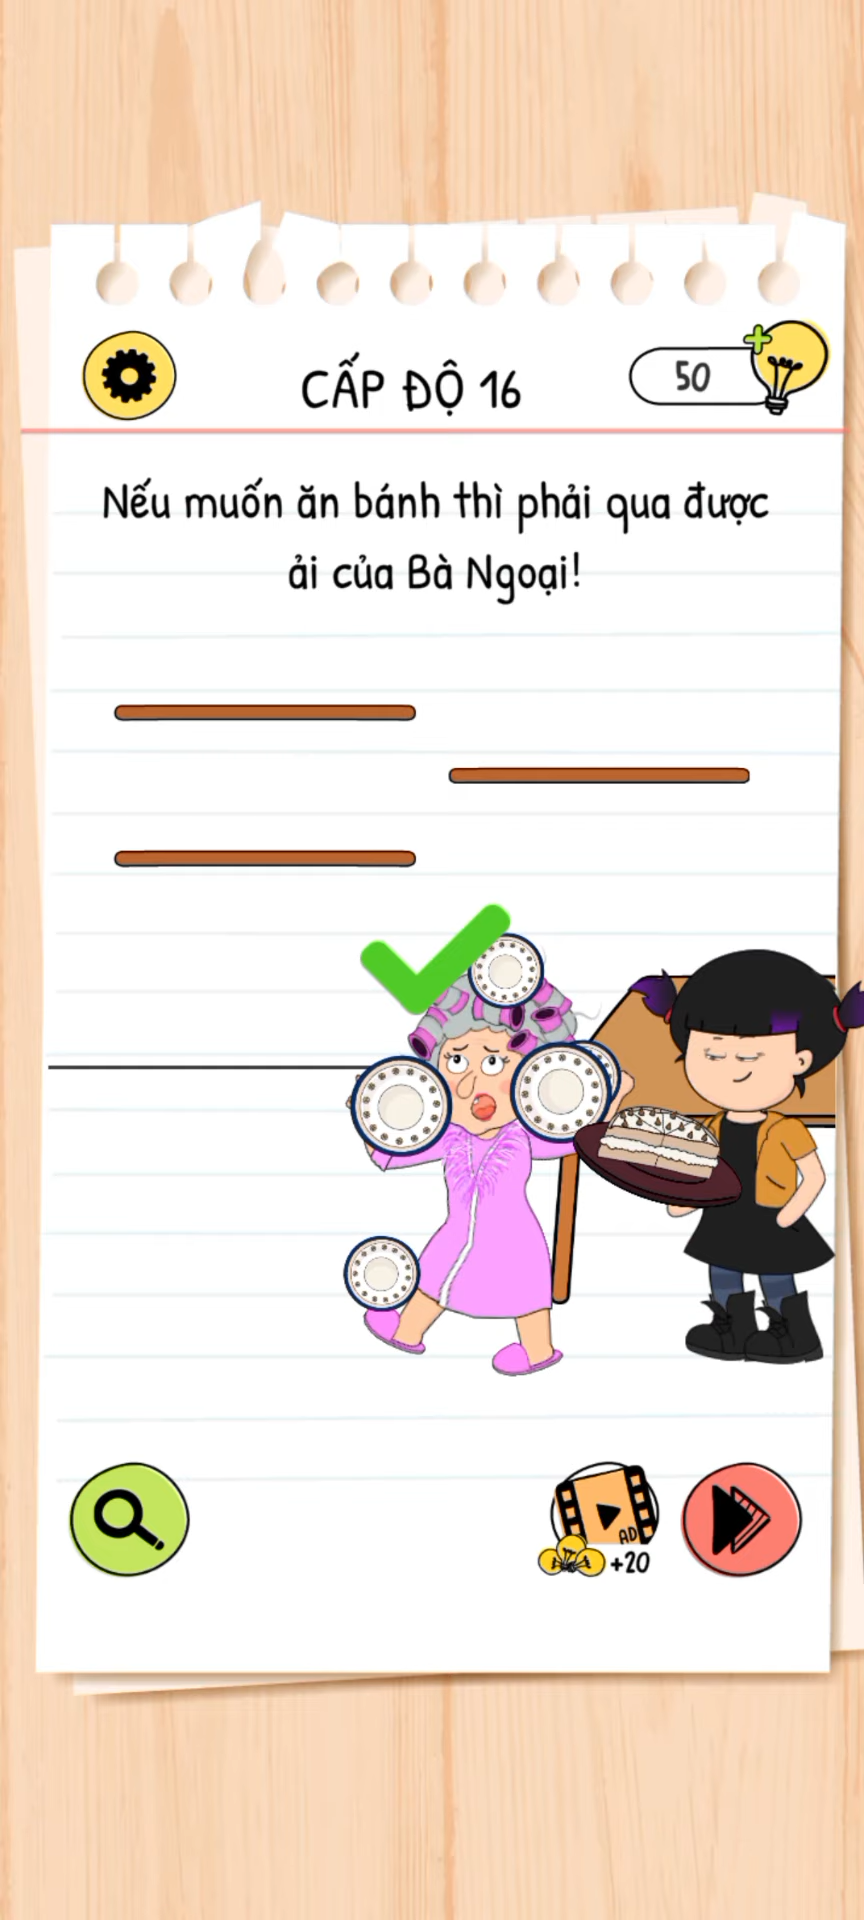 CẤP ĐỘ 16
50
Nếu muốn ăn bánh thì phải qua được
ải của Bà Ngoại!
AD
+20